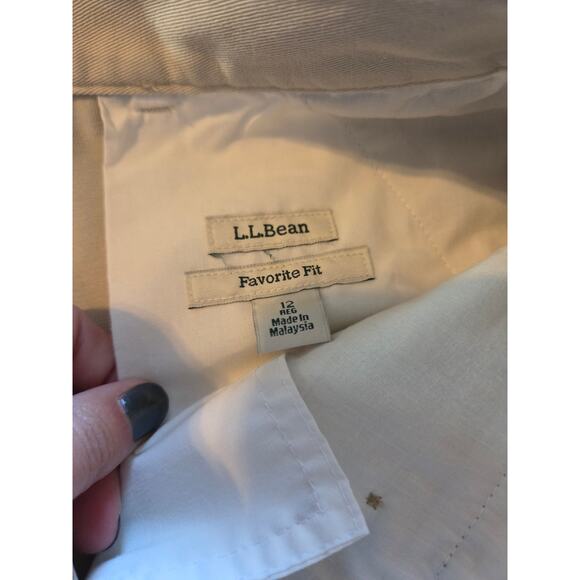 L.L.Bean
Favorite Fit
12
REG
Made In
Malaysia